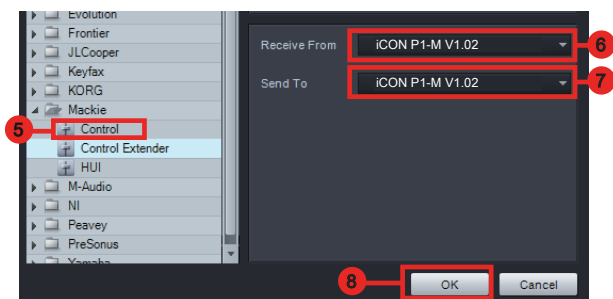 Evolution
Frontier
JLCooper
Keyfax
KORG
Mackie
5 Control
Control Extender
HUI
M-Audio
NI
Peavey
PreSonus
Yamaha
Receive From iCON P1-M V1.02 6
Send To iCON P1-M V1.02 7
8 OK Cancel